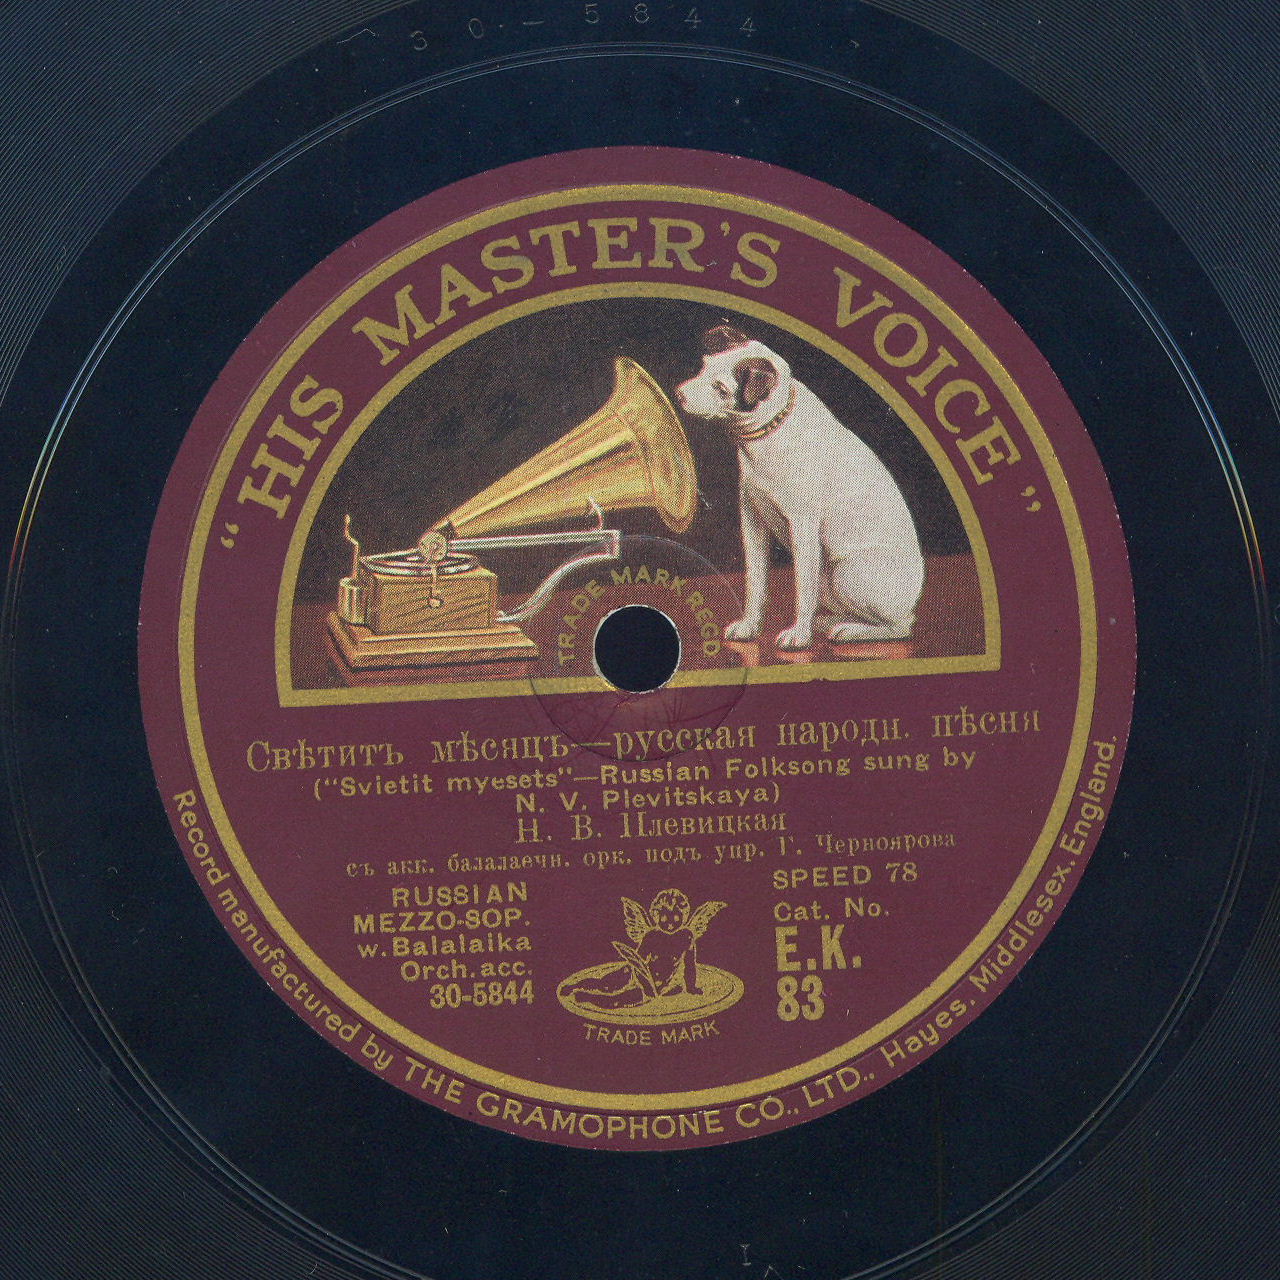 30-5844
"HIS MASTER'S VOICE"
TRADE MARK REGD
Свѣтитъ мѣсяцъ—русская народн. пѣсня
("Svietit myesets"—Russian Folksong sung by
N. V. Plevitskaya)
Н. В. Плевицкая
съ акк. балалаечн. орк. подъ упр. Г. Черноярова
RUSSIAN
MEZZO-SOP.
w. Balalaika
Orch. acc.
30-5844
SPEED 78
Cat. No.
E.K.
83
TRADE MARK
Record manufactured by THE GRAMOPHONE CO., LTD., Hayes, Middlesex, England.
I